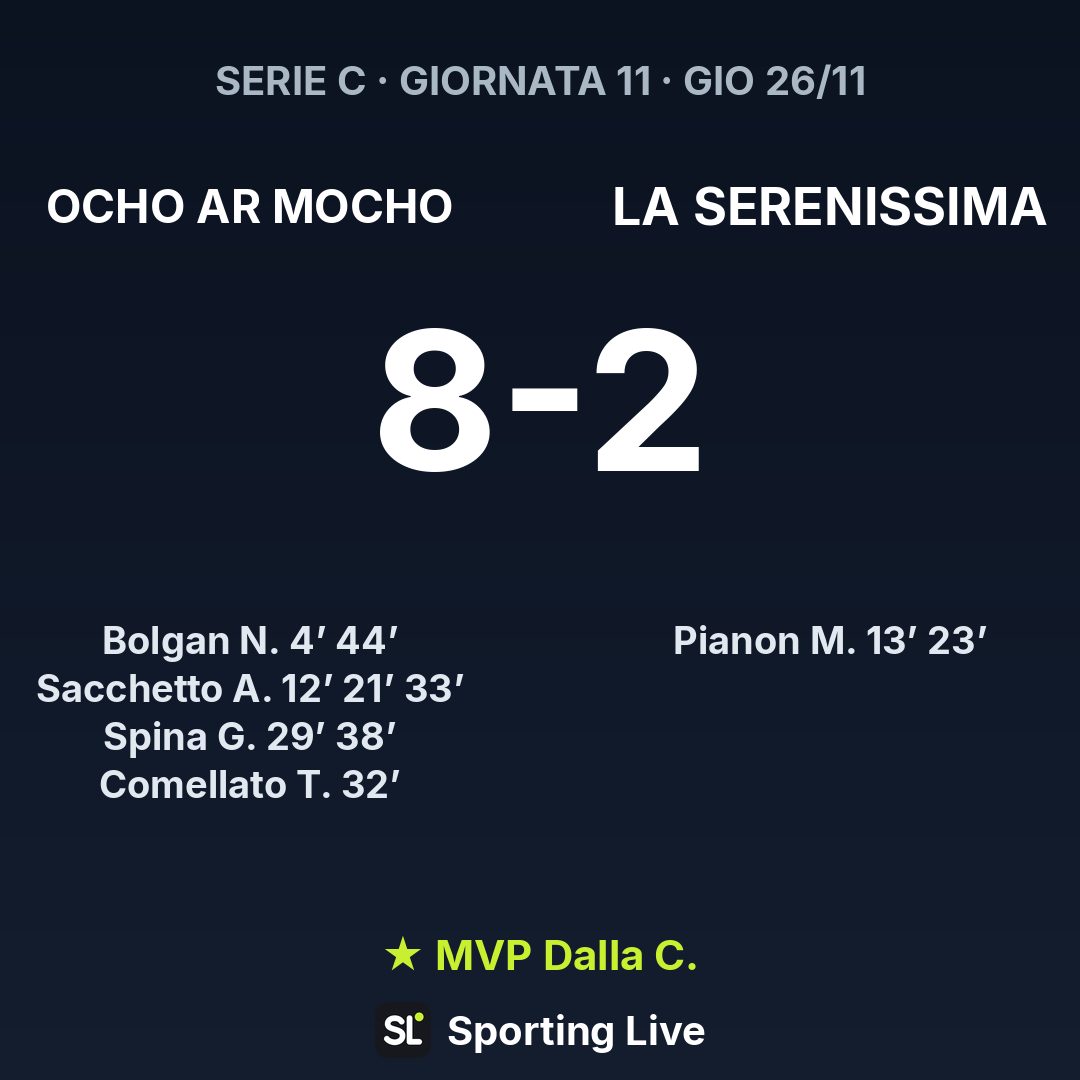 SERIE C · GIORNATA 11 · GIO 26/11
OCHO AR MOCHO
LA SERENISSIMA
8-2
Bolgan N. 4’ 44’
Sacchetto A. 12’ 21’ 33’
Spina G. 29’ 38’
Comellato T. 32’
Pianon M. 13’ 23’
★ MVP Dalla C.
SL Sporting Live